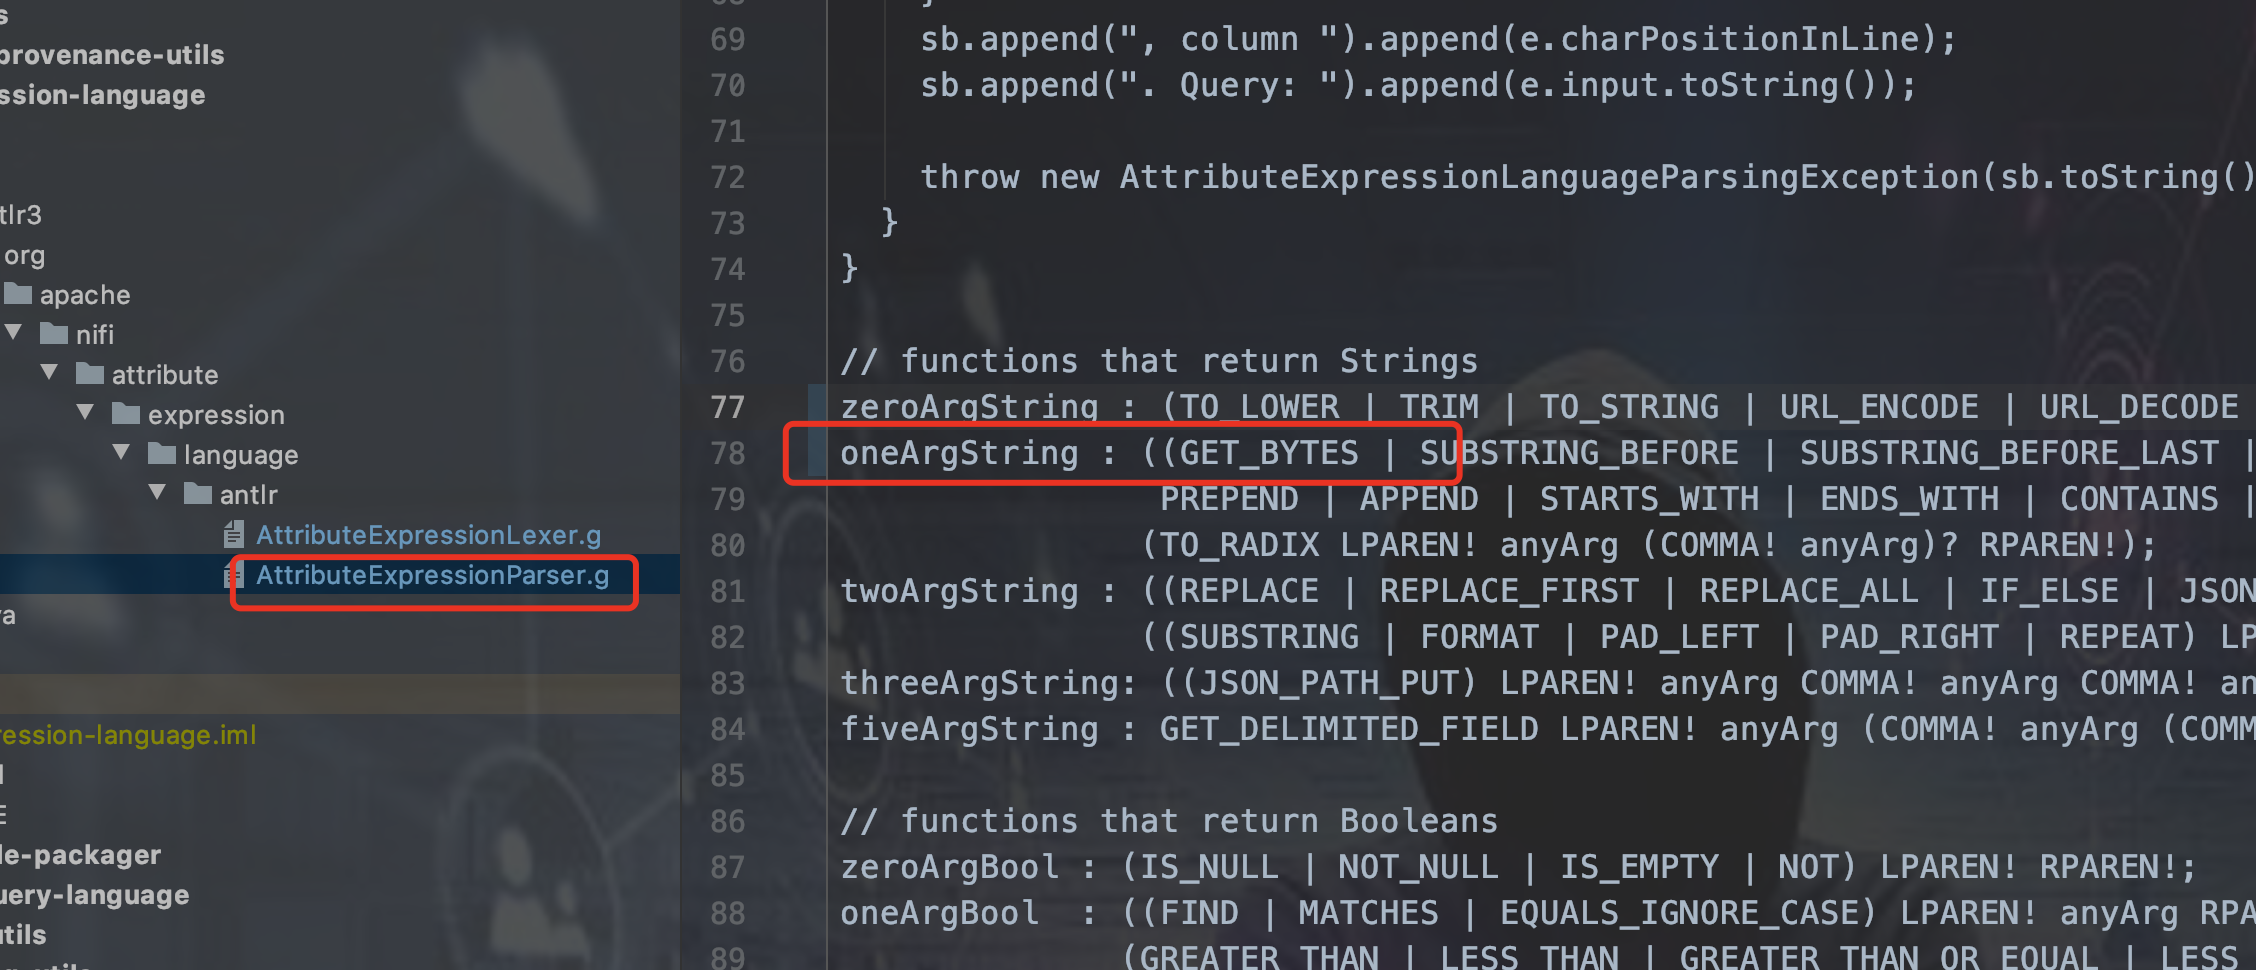 s
provenance-utils
ssion-language
tlr3
org
apache
nifi
attribute
expression
language
antlr
AttributeExpressionLexer.g
AttributeExpressionParser.g
va
ression-language.iml
E
le-packager
uery-language
utils
69 sb.append(", column ").append(e.charPositionInLine);
70 sb.append(". Query: ").append(e.input.toString());
71
72 throw new AttributeExpressionLanguageParsingException(sb.toString()
73 }
74 }
75
76 // functions that return Strings
77 zeroArgString : (TO_LOWER | TRIM | TO_STRING | URL_ENCODE | URL_DECODE
78 oneArgString : ((GET_BYTES | SUBSTRING_BEFORE | SUBSTRING_BEFORE_LAST |
79 PREPEND | APPEND | STARTS_WITH | ENDS_WITH | CONTAINS |
80 (TO_RADIX LPAREN! anyArg (COMMA! anyArg)? RPAREN!);
81 twoArgString : ((REPLACE | REPLACE_FIRST | REPLACE_ALL | IF_ELSE | JSON
82 ((SUBSTRING | FORMAT | PAD_LEFT | PAD_RIGHT | REPEAT) LP
83 threeArgString: ((JSON_PATH_PUT) LPAREN! anyArg COMMA! anyArg COMMA! an
84 fiveArgString : GET_DELIMITED_FIELD LPAREN! anyArg (COMMA! anyArg (COMM
85
86 // functions that return Booleans
87 zeroArgBool : (IS_NULL | NOT_NULL | IS_EMPTY | NOT) LPAREN! RPAREN!;
88 oneArgBool : ((FIND | MATCHES | EQUALS_IGNORE_CASE) LPAREN! anyArg RPA
89 (GREATER_THAN | LESS_THAN | GREATER_THAN_OR_EQUAL | LESS